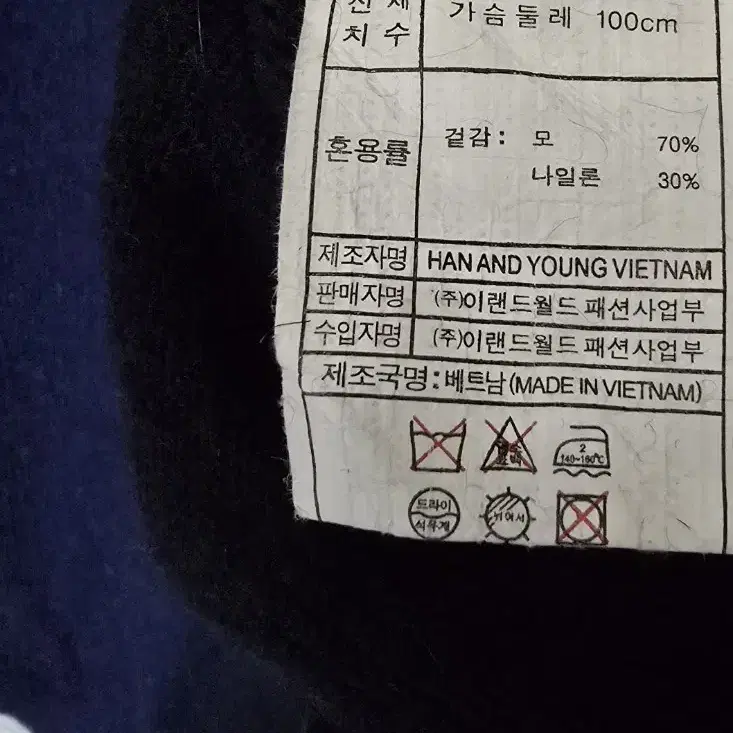 신체
치수
가슴둘레 100cm
혼용률
겉감: 모 70%
나일론 30%
제조자명 HAN AND YOUNG VIETNAM
판매자명 (주)이랜드월드 패션사업부
수입자명 (주)이랜드월드 패션사업부
제조국명: 베트남(MADE IN VIETNAM)
2
140~160℃
드라이
석유계
뉘어서